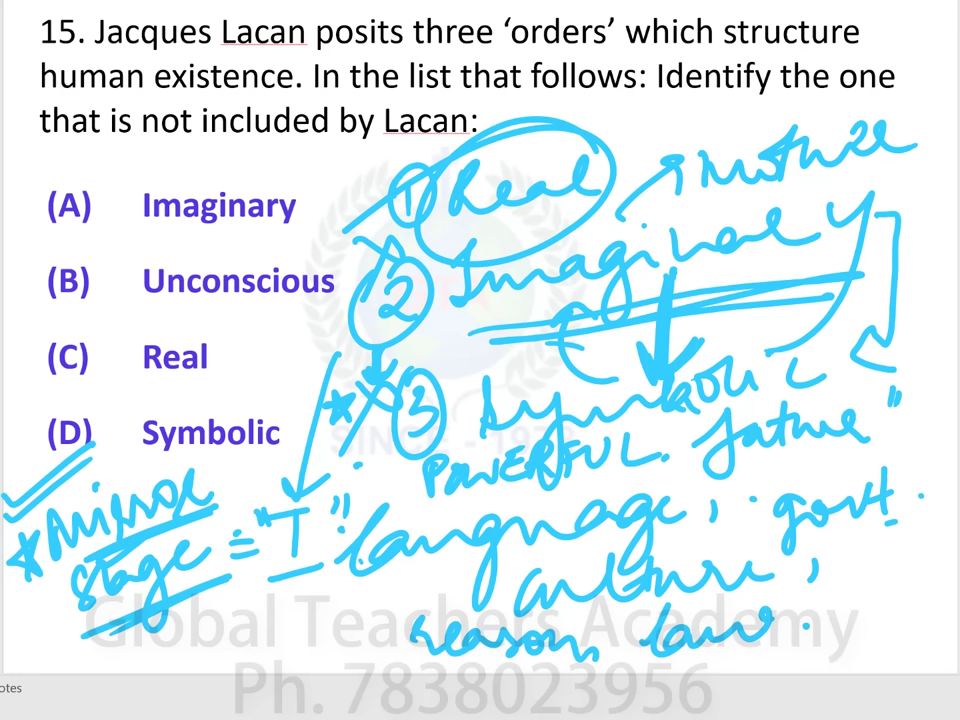 15. Jacques Lacan posits three ‘orders’ which structure
human existence. In the list that follows: Identify the one
that is not included by Lacan:
(A) Imaginary
(B) Unconscious
(C) Real
(D) Symbolic
1 Real
Mother
2 Imaginary
3 Symbolic
POWERFUL. father"
* Mirror
stage = "I"
language, govt.
culture,
reason, law.
SINCE - 197
Global Teachers Academy
Ph. 7838023956
otes